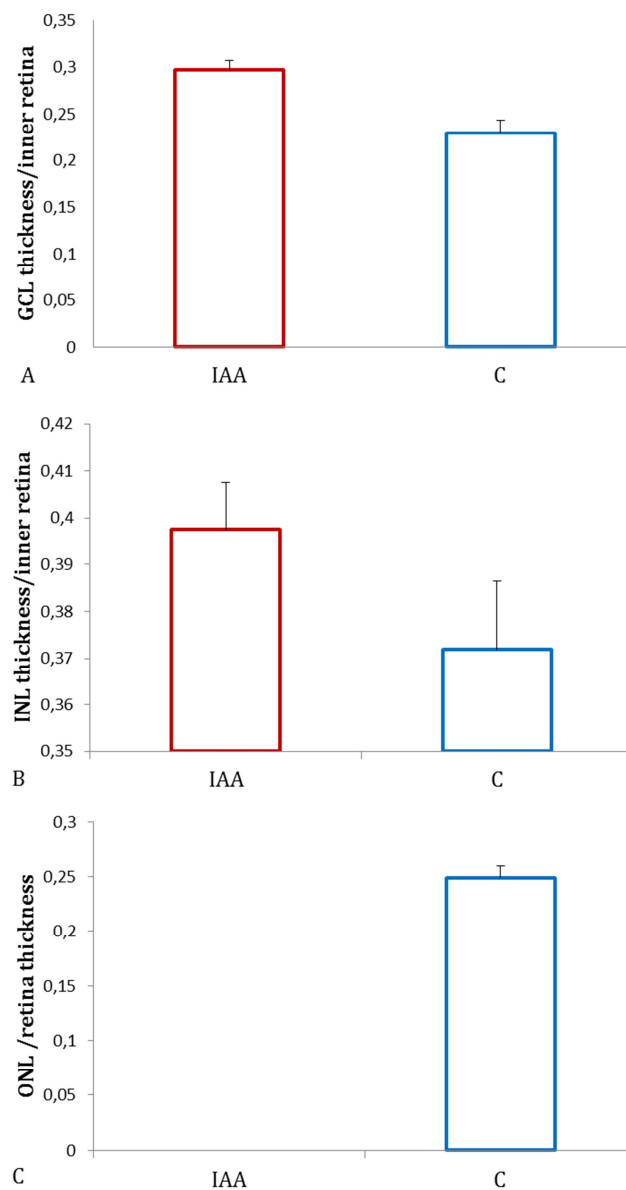 GCL thickness/inner retina
0,35
0,3
0,25
0,2
0,15
0,1
0,05
0
A
IAA
C
INL thickness/inner retina
0,42
0,41
0,4
0,39
0,38
0,37
0,36
0,35
B
IAA
C
ONL /retina thickness
0,3
0,25
0,2
0,15
0,1
0,05
0
C
IAA
C